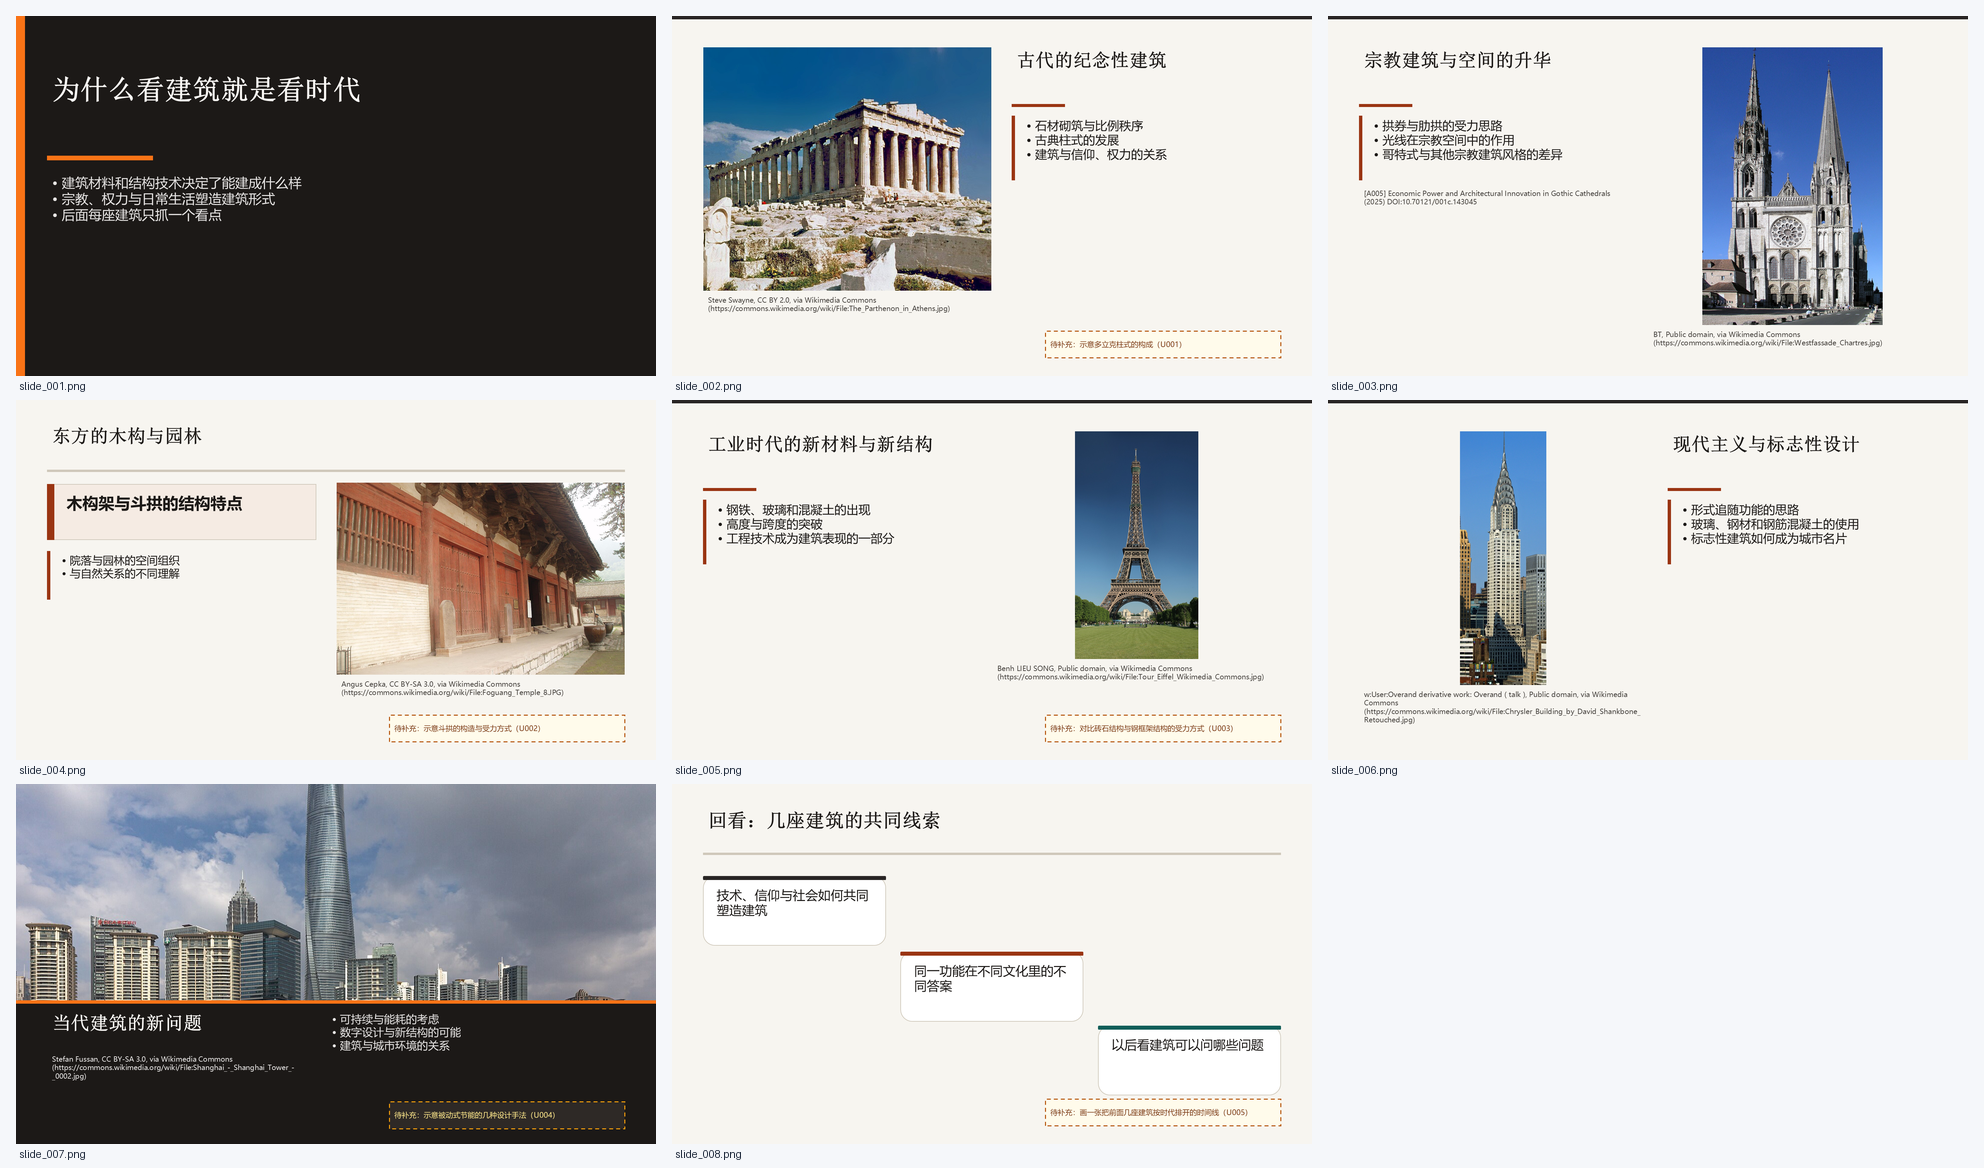 为什么看建筑就是看时代
• 建筑材料和结构技术决定了能建成什么样
• 宗教、权力与日常生活塑造建筑形式
• 后面每座建筑只抓一个看点
slide_001.png
古代的纪念性建筑
• 石材砌筑与比例秩序
• 古典柱式的发展
• 建筑与信仰、权力的关系
Steve Swayne, CC BY 2.0, via Wikimedia Commons
(https://commons.wikimedia.org/wiki/File:The_Parthenon_in_Athens.jpg)
待补充：示意多立克柱式的构成（U001）
slide_002.png
宗教建筑与空间的升华
• 拱券与肋拱的受力思路
• 光线在宗教空间中的作用
• 哥特式与其他宗教建筑风格的差异
[A005] Economic Power and Architectural Innovation in Gothic Cathedrals
(2025) DOI:10.70121/001c.143045
BT, Public domain, via Wikimedia Commons
(https://commons.wikimedia.org/wiki/File:Westfassade_Chartres.jpg)
slide_003.png
东方的木构与园林
木构架与斗拱的结构特点
• 院落与园林的空间组织
• 与自然关系的不同理解
Angus Cepka, CC BY-SA 3.0, via Wikimedia Commons
(https://commons.wikimedia.org/wiki/File:Foguang_Temple_8.JPG)
待补充：示意斗拱的构造与受力方式（U002）
slide_004.png
工业时代的新材料与新结构
• 钢铁、玻璃和混凝土的出现
• 高度与跨度的突破
• 工程技术成为建筑表现的一部分
Benh LIEU SONG, Public domain, via Wikimedia Commons
(https://commons.wikimedia.org/wiki/File:Tour_Eiffel_Wikimedia_Commons.jpg)
待补充：对比砖石结构与钢框架结构的受力方式（U003）
slide_005.png
现代主义与标志性设计
• 形式追随功能的思路
• 玻璃、钢材和钢筋混凝土的使用
• 标志性建筑如何成为城市名片
w:User:Overand derivative work: Overand ( talk ), Public domain, via Wikimedia
Commons
(https://commons.wikimedia.org/wiki/File:Chrysler_Building_by_David_Shankbone_
Retouched.jpg)
slide_006.png
当代建筑的新问题
• 可持续与能耗的考虑
• 数字设计与新结构的可能
• 建筑与城市环境的关系
Stefan Fussan, CC BY-SA 3.0, via Wikimedia Commons
(https://commons.wikimedia.org/wiki/File:Shanghai_-_Shanghai_Tower_-
_0002.jpg)
待补充：示意被动式节能的几种设计手法（U004）
slide_007.png
回看：几座建筑的共同线索
技术、信仰与社会如何共同
塑造建筑
同一功能在不同文化里的不
同答案
以后看建筑可以问哪些问题
待补充：画一张把前面几座建筑按时代排开的时间线（U005）
slide_008.png